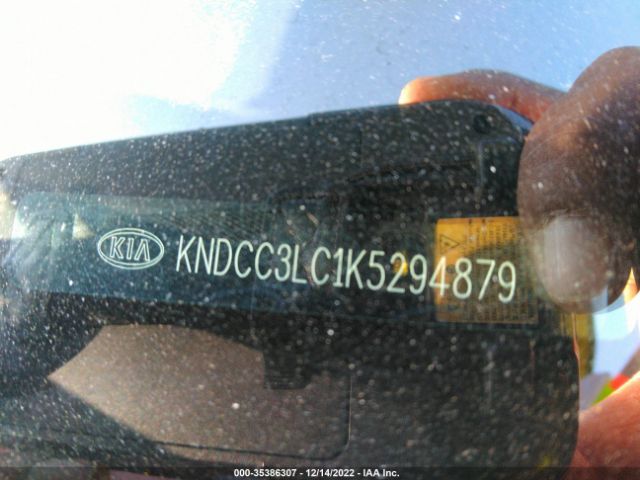 KIA KNDCC3LC1K5294879
000-35386307 - 12/14/2022 - IAA Inc.